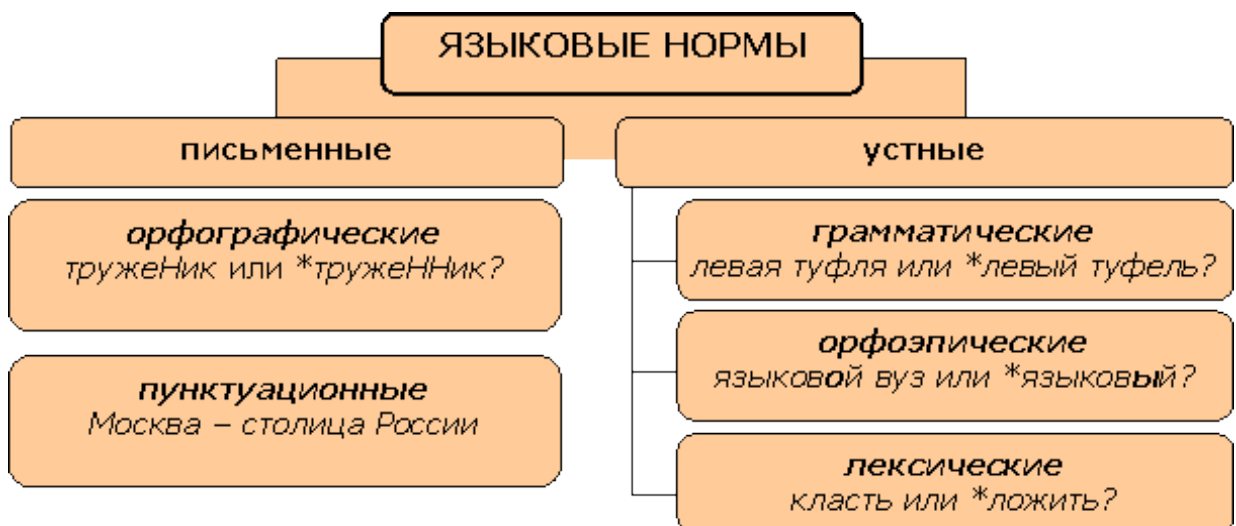 ЯЗЫКОВЫЕ НОРМЫ
письменные
орфографические
тружеНик или *тружеННик?
пунктуационные
Москва – столица России
устные
грамматические
левая туфля или *левый туфель?
орфоэпические
языковой вуз или *языковый?
лексические
класть или *ложить?